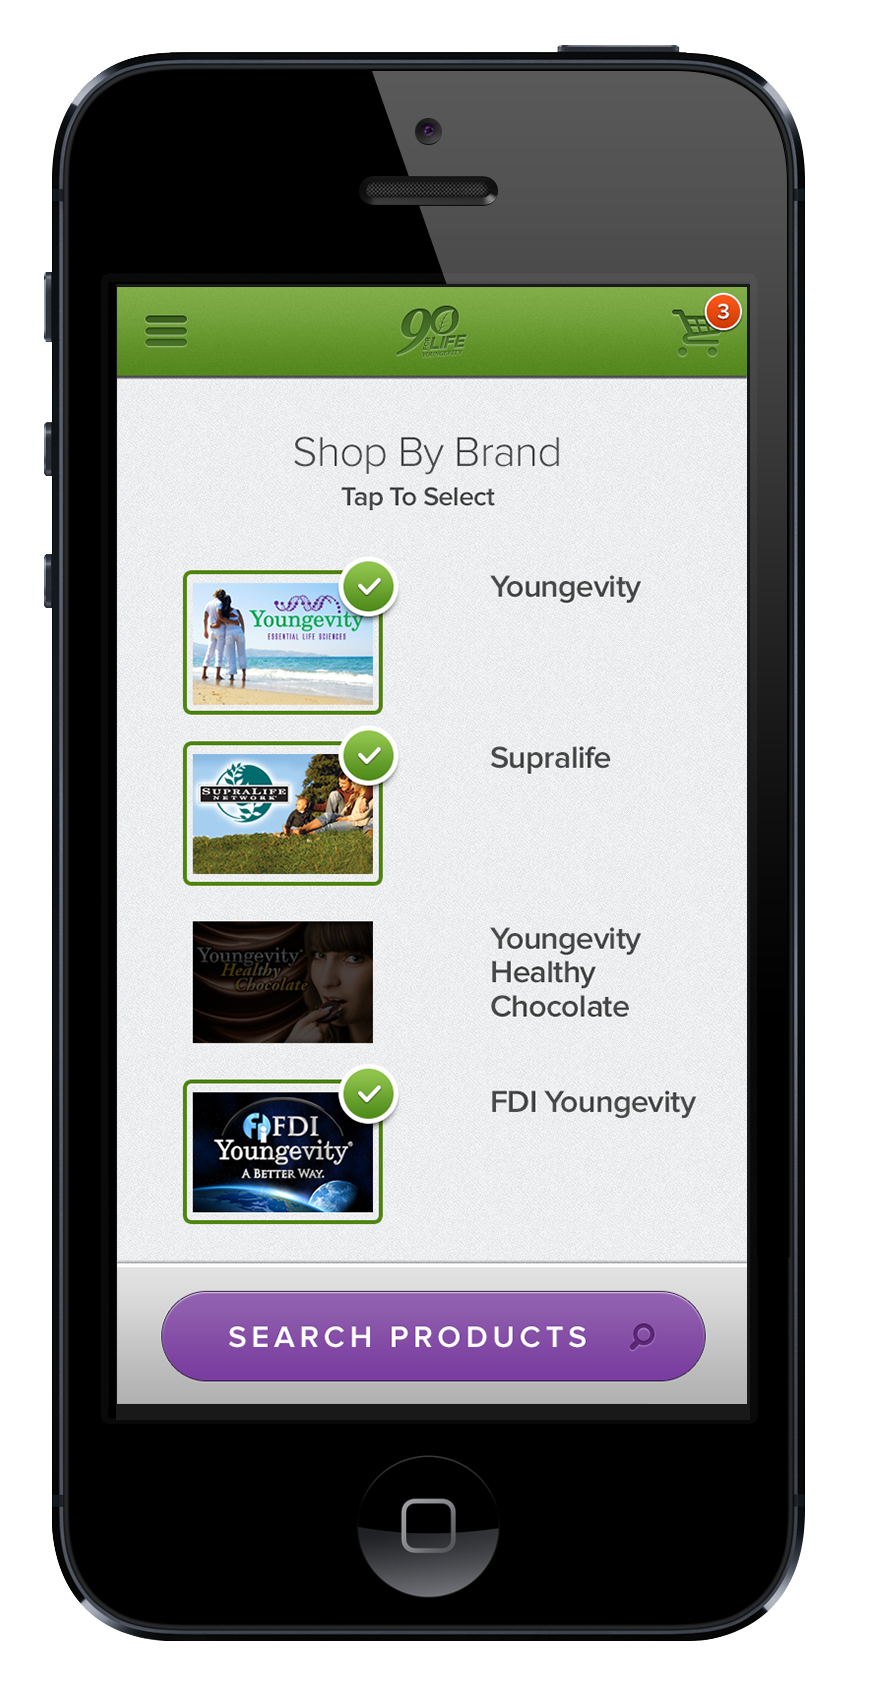 90
FOR LIFE
YOUNGEVITY
3
Shop By Brand
Tap To Select
Youngevity
ESSENTIAL LIFE SCIENCES
Youngevity
SUPRALIFE
NETWORK
Supralife
Youngevity®
Healthy
Chocolate
Youngevity
Healthy
Chocolate
FDI
Youngevity®
A BETTER WAY.
FDI Youngevity
SEARCH PRODUCTS